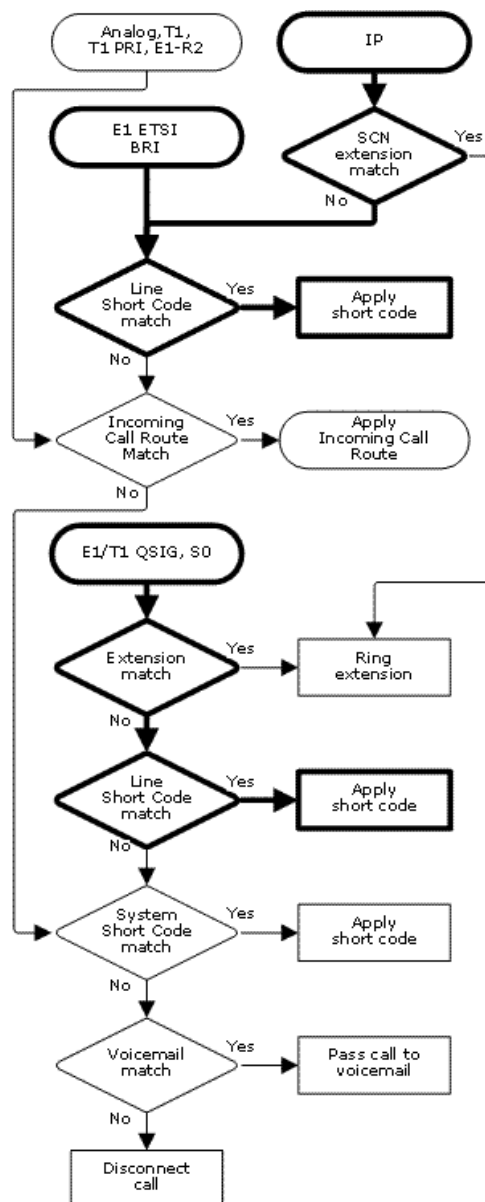 Analog,T1,
T1 PRI, E1-R2
IP
E1 ETSI
BRI
SCN
extension
match
Yes
No
Line
Short Code
match
Yes
Apply
short code
No
Incoming
Call Route
Match
Yes
Apply
Incoming Call
Route
No
E1/T1 QSIG, S0
Extension
match
Yes
Ring
extension
No
Line
Short Code
match
Yes
Apply
short code
No
System
Short Code
match
Yes
Apply
short code
No
Voicemail
match
Yes
Pass call to
voicemail
No
Disconnect
call